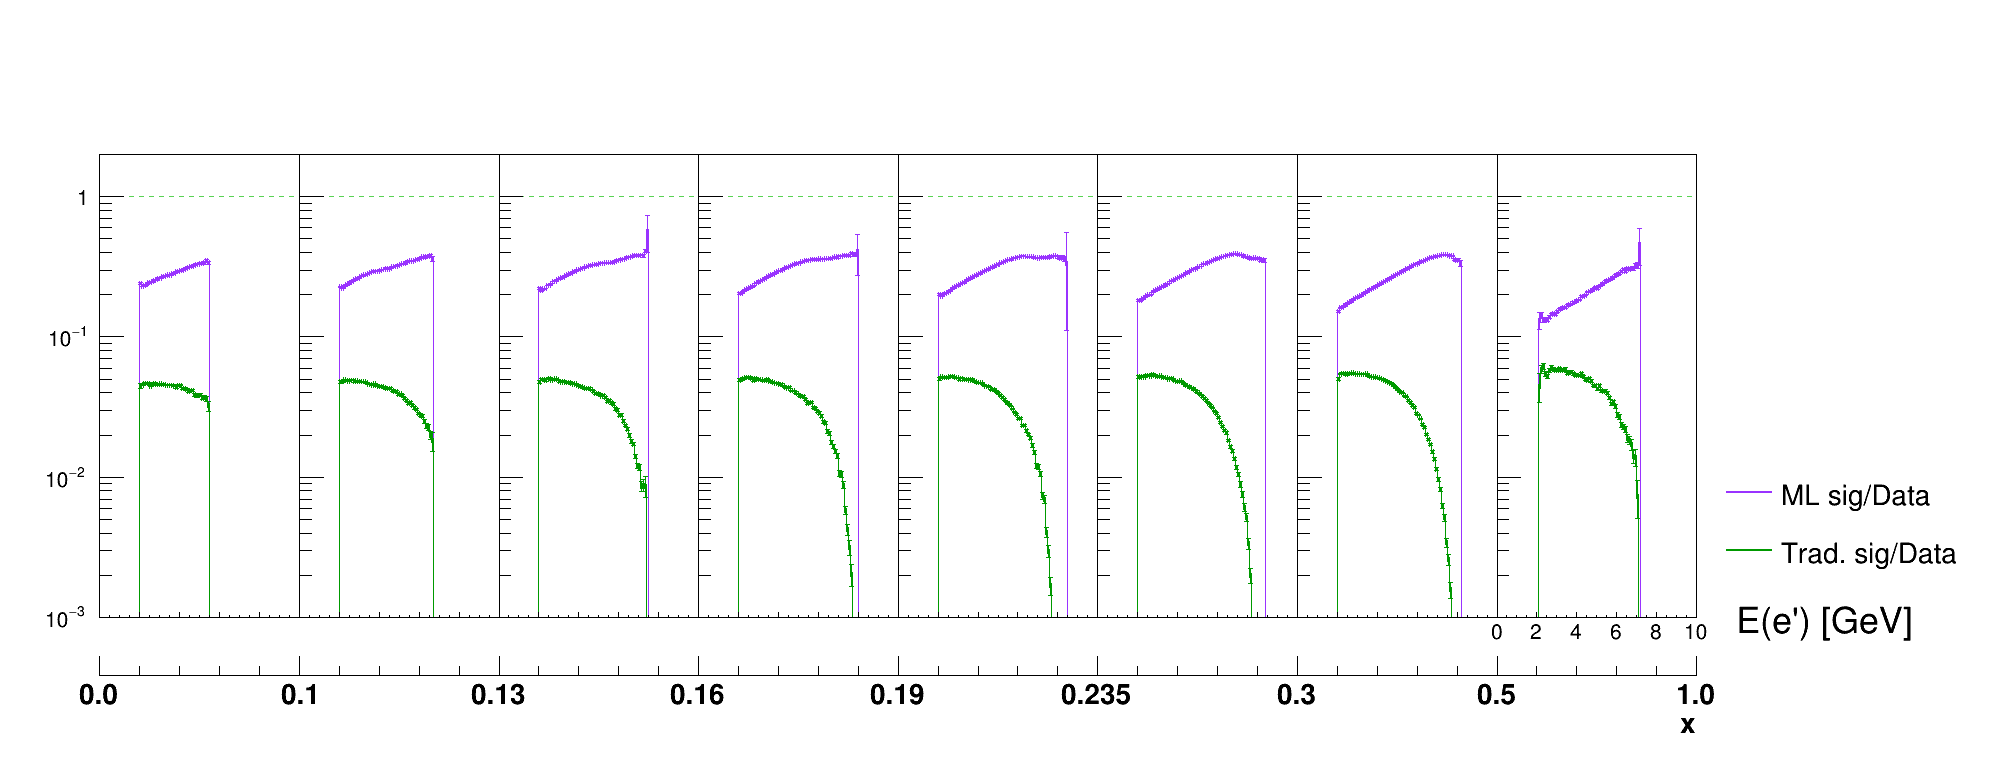 1
10⁻¹
10⁻²
10⁻³
ML sig/Data
Trad. sig/Data
0 2 4 6 8 10
E(e') [GeV]
0.0 0.1 0.13 0.16 0.19 0.235 0.3 0.5 1.0
x